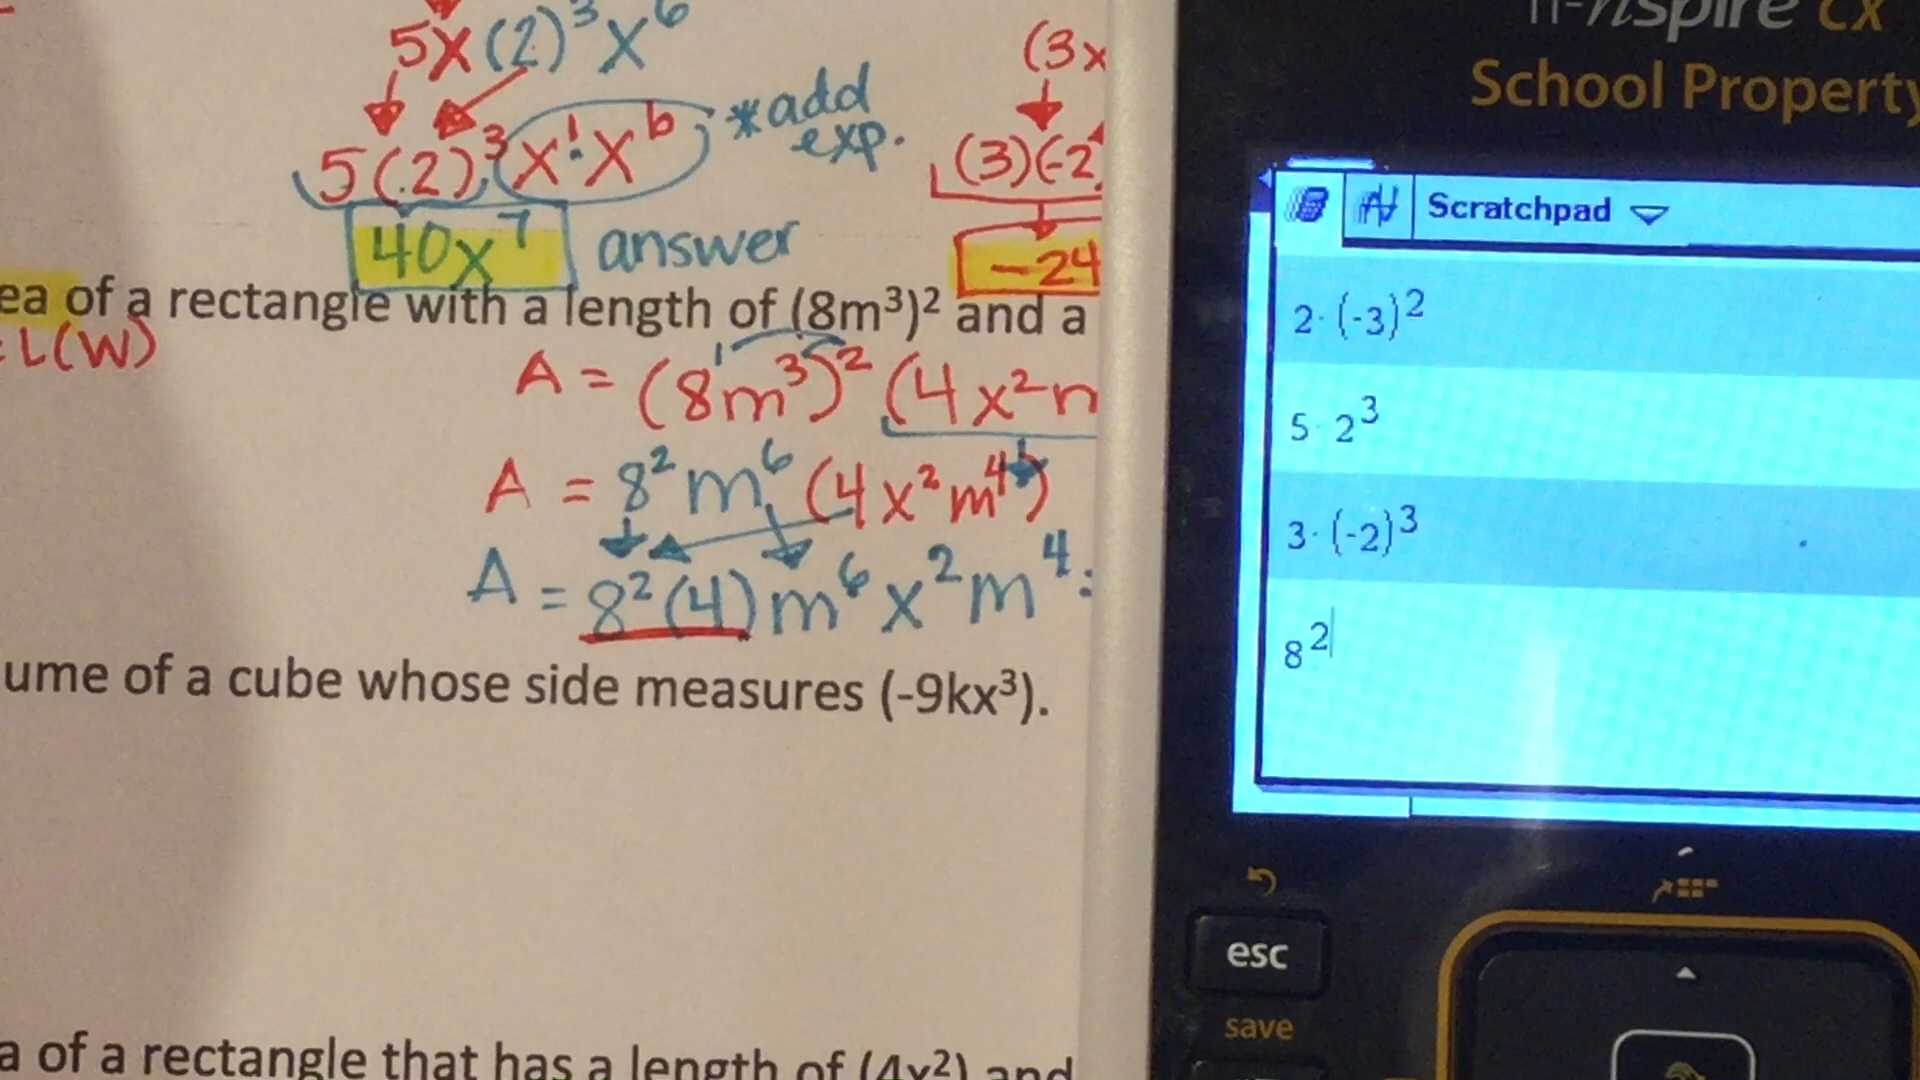 5x(2)³x⁶
(3x
*add
exp.
5(2)³x¹·x⁶
(3)(-2
40x⁷ answer
-24
ea of a rectangle with a length of (8m³)² and a
L(W)
A = (8m³)² (4x²
A = 8²m⁶ (4x²m⁴)
A = 8²(4)m⁶x²m⁴
ume of a cube whose side measures (-9kx³).
a of a rectangle that has a length of (4x²) and
nspire CX
School Property
Scratchpad
2·(-3)²
5·2³
3·(-2)³
8²
esc
save